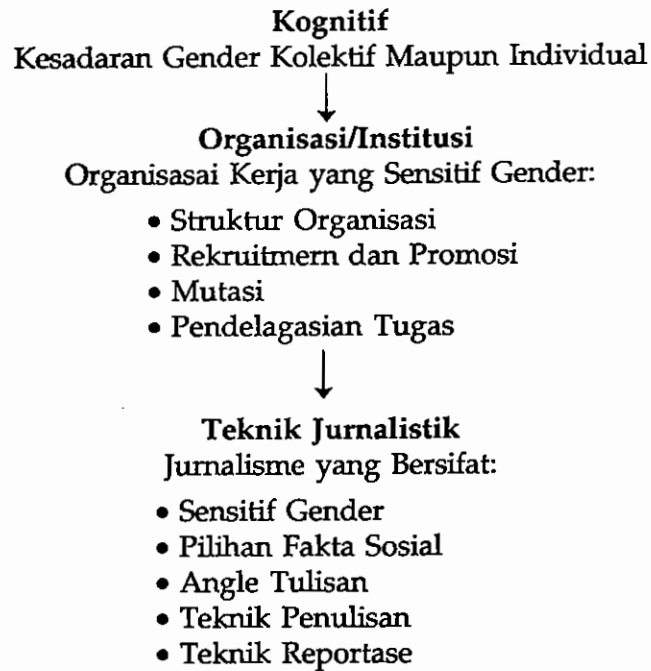 Kognitif
Kesadaran Gender Kolektif Maupun Individual
Organisasi/Institusi
Organisasai Kerja yang Sensitif Gender:
• Struktur Organisasi
• Rekruitmern dan Promosi
• Mutasi
• Pendelagasian Tugas
Teknik Jurnalistik
Jurnalisme yang Bersifat:
• Sensitif Gender
• Pilihan Fakta Sosial
• Angle Tulisan
• Teknik Penulisan
• Teknik Reportase